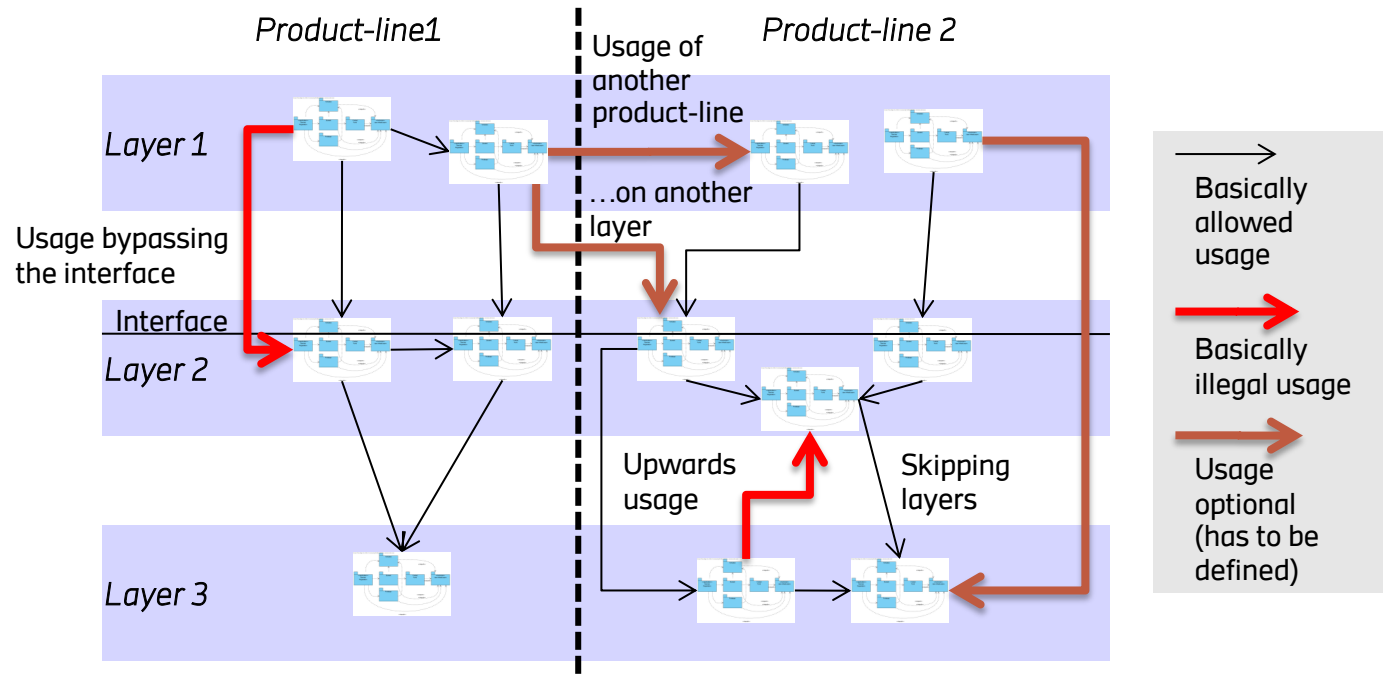 Product-line1
Product-line 2
Usage of
another
product-line
Layer 1
…on another
layer
Usage bypassing
the interface
Interface
Layer 2
Upwards
usage
Skipping
layers
Layer 3
Basically
allowed
usage
Basically
illegal usage
Usage
optional
(has to be
defined)